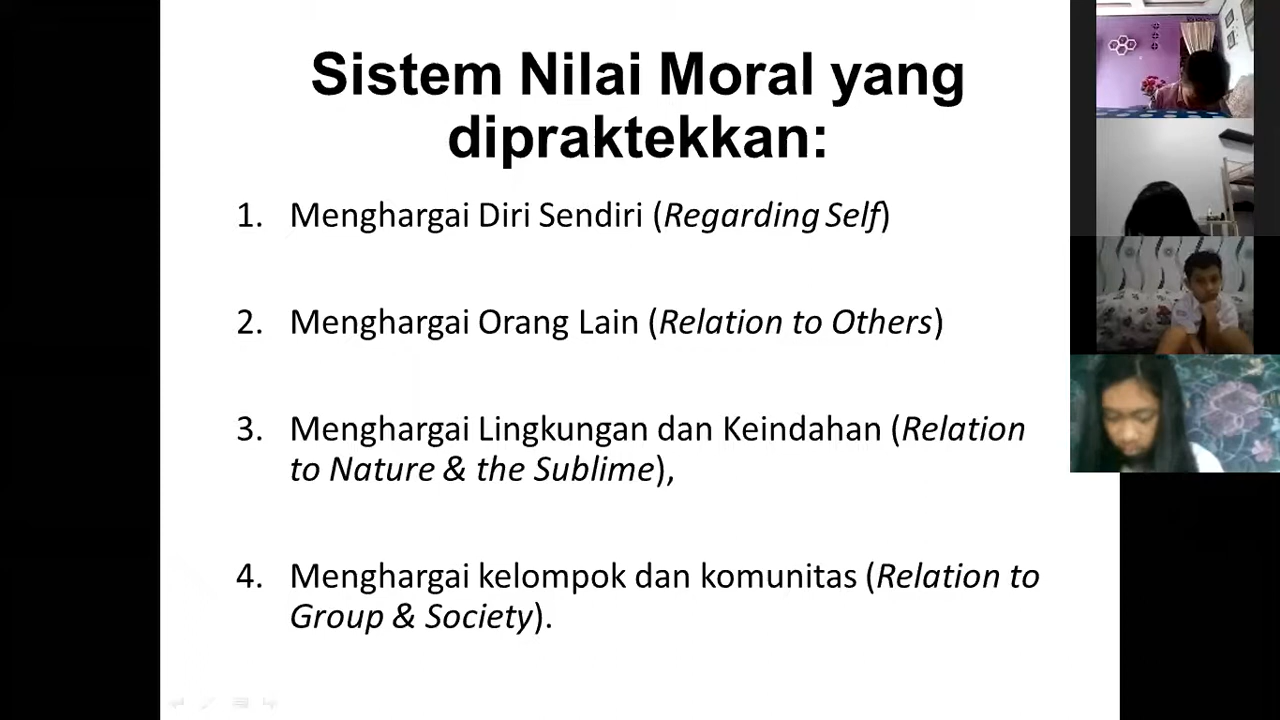 Sistem Nilai Moral yang
dipraktekkan:
1. Menghargai Diri Sendiri (Regarding Self)
2. Menghargai Orang Lain (Relation to Others)
3. Menghargai Lingkungan dan Keindahan (Relation
to Nature & the Sublime),
4. Menghargai kelompok dan komunitas (Relation to
Group & Society).